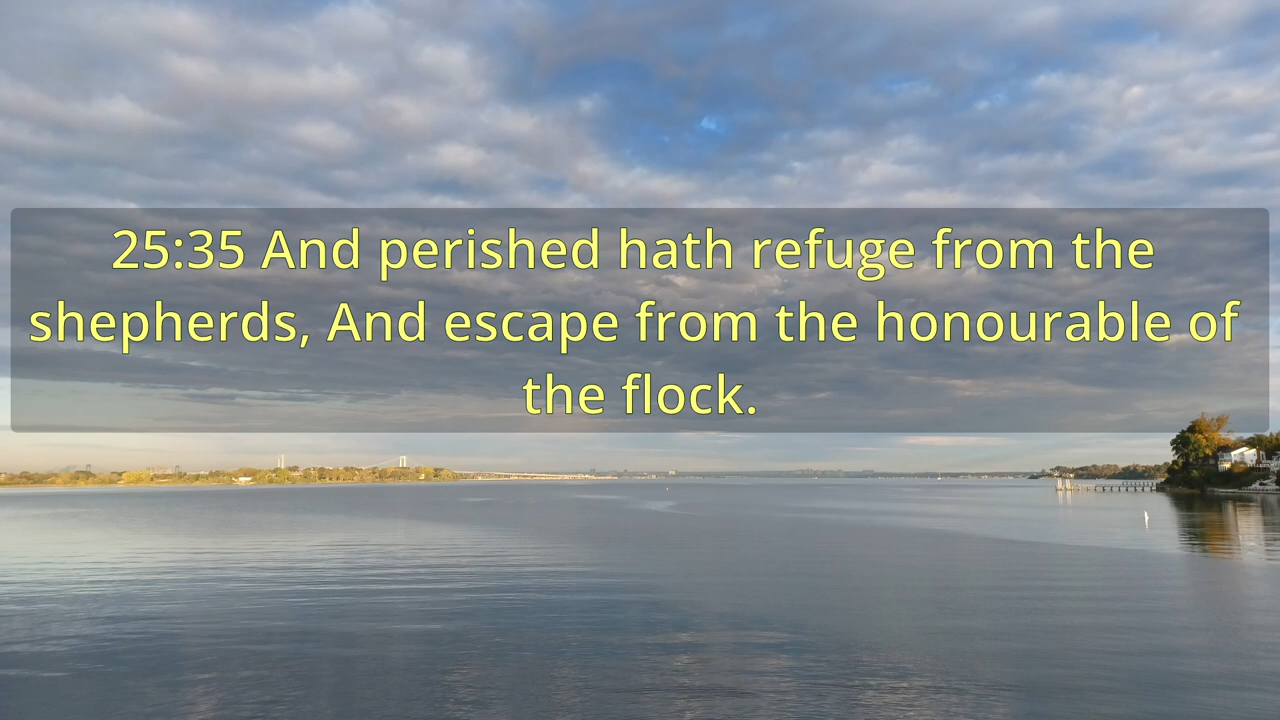 25:35 And perished hath refuge from the
shepherds, And escape from the honourable of
the flock.